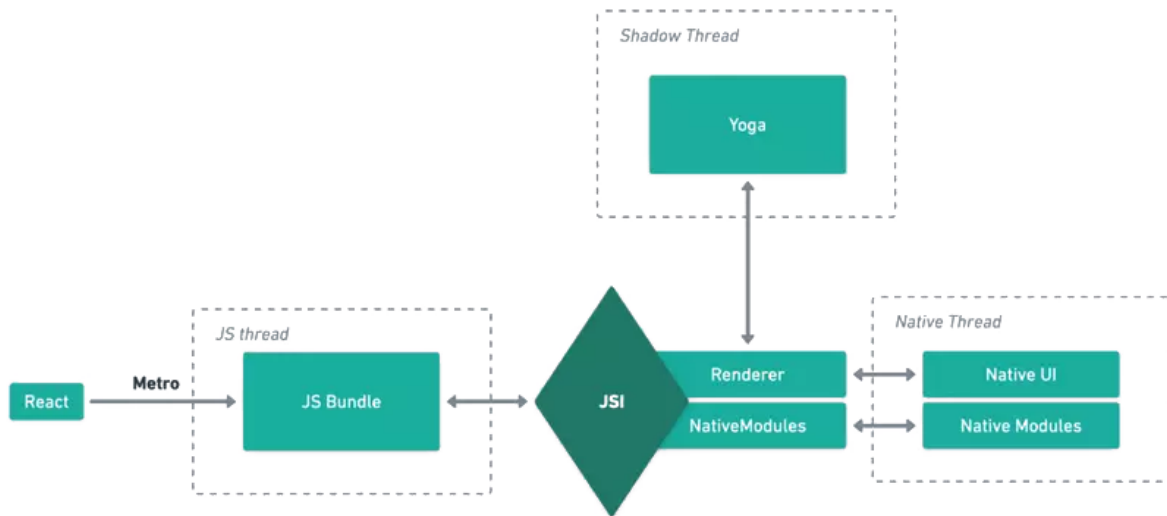 Shadow Thread
Yoga
JS thread
Native Thread
React
Metro
JS Bundle
JSI
Renderer
NativeModules
Native UI
Native Modules